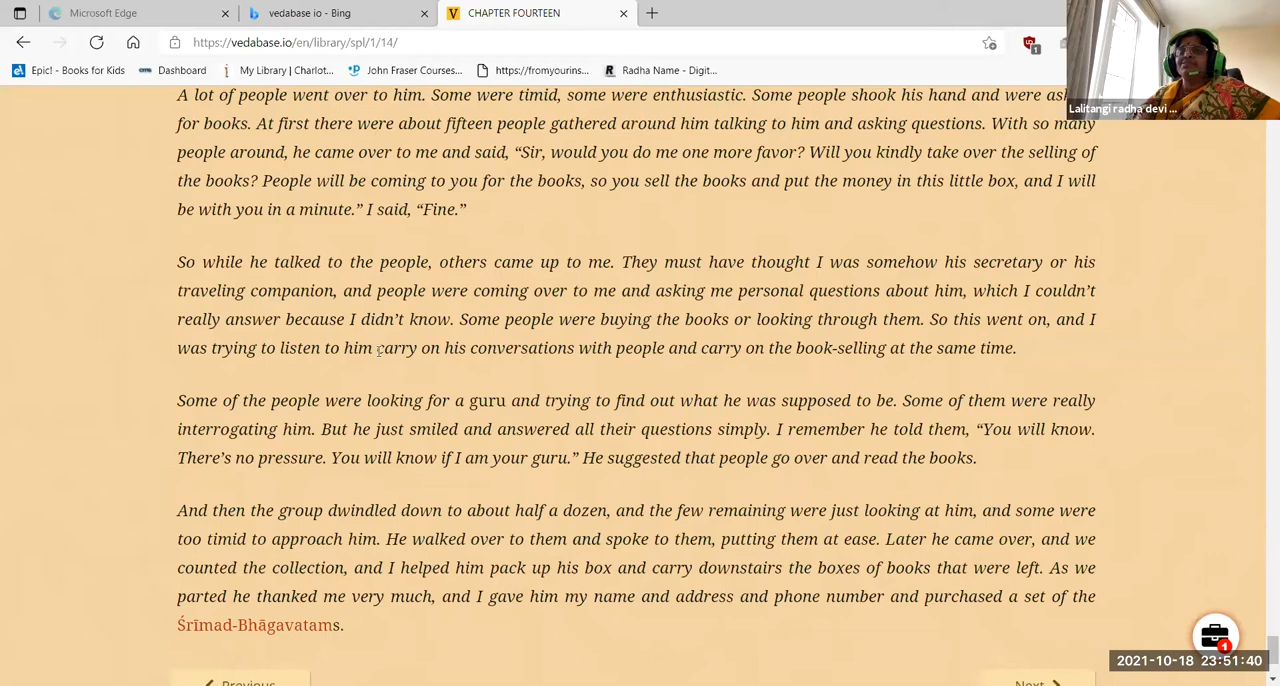 Microsoft Edge
vedabase io - Bing
CHAPTER FOURTEEN
https://vedabase.io/en/library/spl/1/14/
1
Epic! - Books for Kids
Dashboard
My Library | Charlot...
John Fraser Courses...
https://fromyourins...
Radha Name - Digit...
Lalitangi radha devi ...
A lot of people went over to him. Some were timid, some were enthusiastic. Some people shook his hand and were
for books. At first there were about fifteen people gathered around him talking to him and asking questions. With so many
people around, he came over to me and said, “Sir, would you do me one more favor? Will you kindly take over the selling of
the books? People will be coming to you for the books, so you sell the books and put the money in this little box, and I will
be with you in a minute.” I said, “Fine.”
So while he talked to the people, others came up to me. They must have thought I was somehow his secretary or his
traveling companion, and people were coming over to me and asking me personal questions about him, which I couldn’t
really answer because I didn’t know. Some people were buying the books or looking through them. So this went on, and I
was trying to listen to him carry on his conversations with people and carry on the book-selling at the same time.
Some of the people were looking for a guru and trying to find out what he was supposed to be. Some of them were really
interrogating him. But he just smiled and answered all their questions simply. I remember he told them, “You will know.
There’s no pressure. You will know if I am your guru.” He suggested that people go over and read the books.
And then the group dwindled down to about half a dozen, and the few remaining were just looking at him, and some were
too timid to approach him. He walked over to them and spoke to them, putting them at ease. Later he came over, and we
counted the collection, and I helped him pack up his box and carry downstairs the boxes of books that were left. As we
parted he thanked me very much, and I gave him my name and address and phone number and purchased a set of the
Śrīmad-Bhāgavatams.
1
2021-10-18 23:51:40
Previous
Next